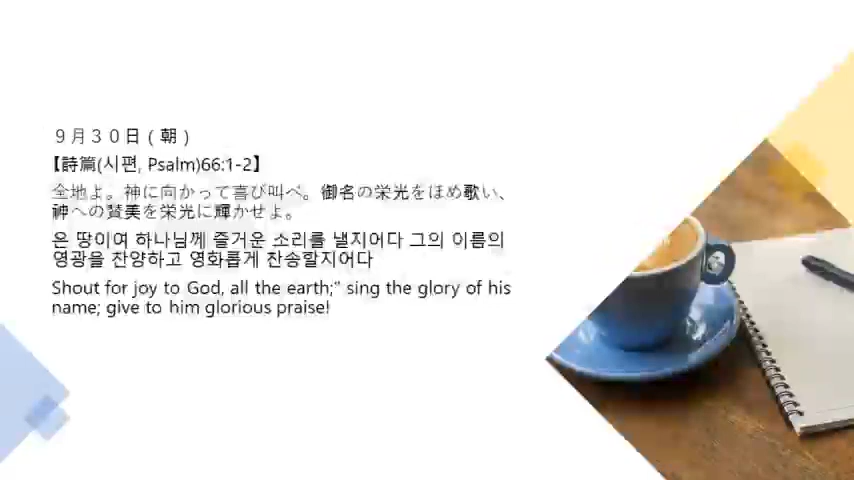 ９月３０日 ( 朝 )
【詩篇(시편, Psalm)66:1-2】
全地よ。神に向かって喜び叫べ。御名の栄光をほめ歌い、
神への賛美を栄光に輝かせよ。
온 땅이여 하나님께 즐거운 소리를 낼지어다 그의 이름의
영광을 찬양하고 영화롭게 찬송할지어다
Shout for joy to God, all the earth;” sing the glory of his
name; give to him glorious praise!